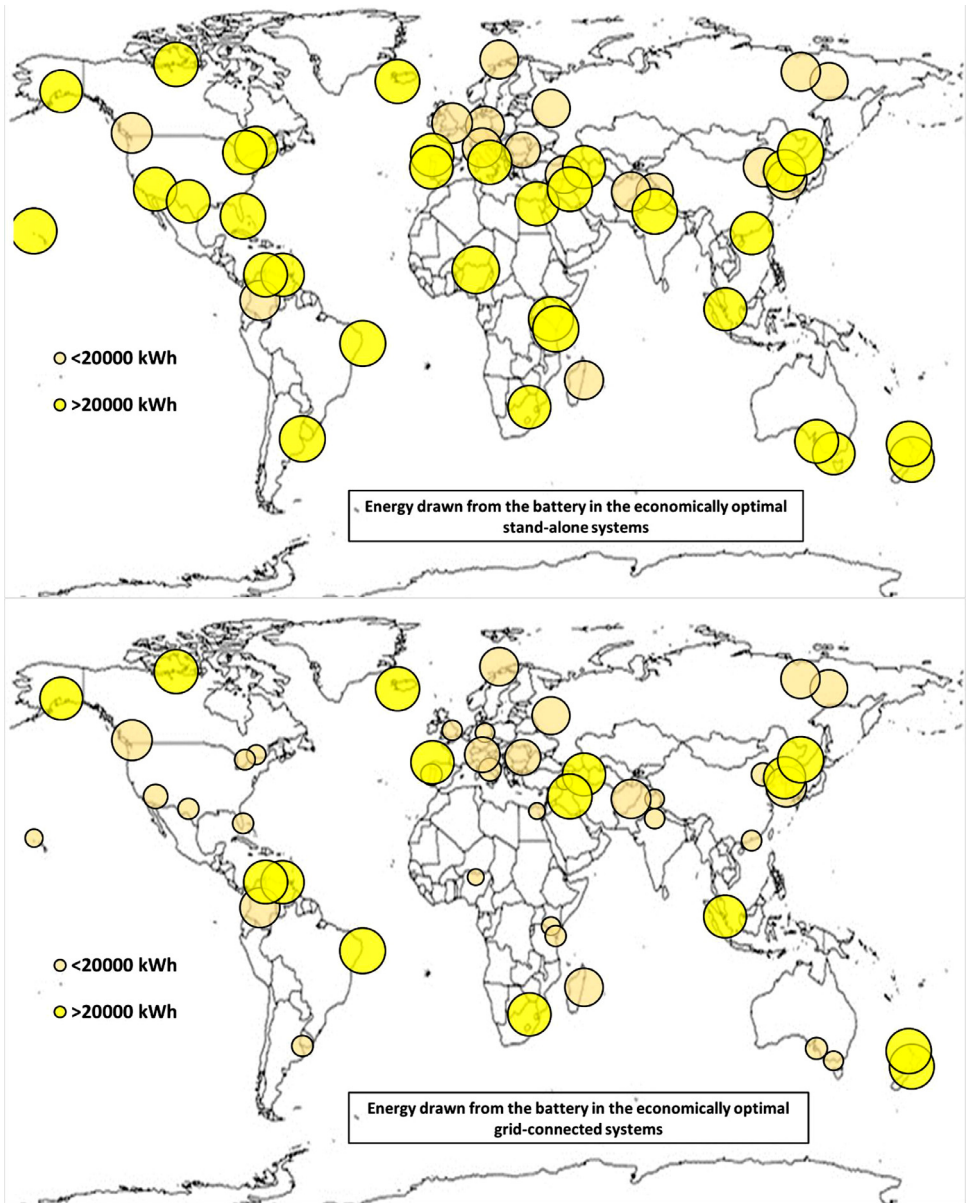 <20000 kWh
>20000 kWh
Energy drawn from the battery in the economically optimal
stand-alone systems
<20000 kWh
>20000 kWh
Energy drawn from the battery in the economically optimal
grid-connected systems